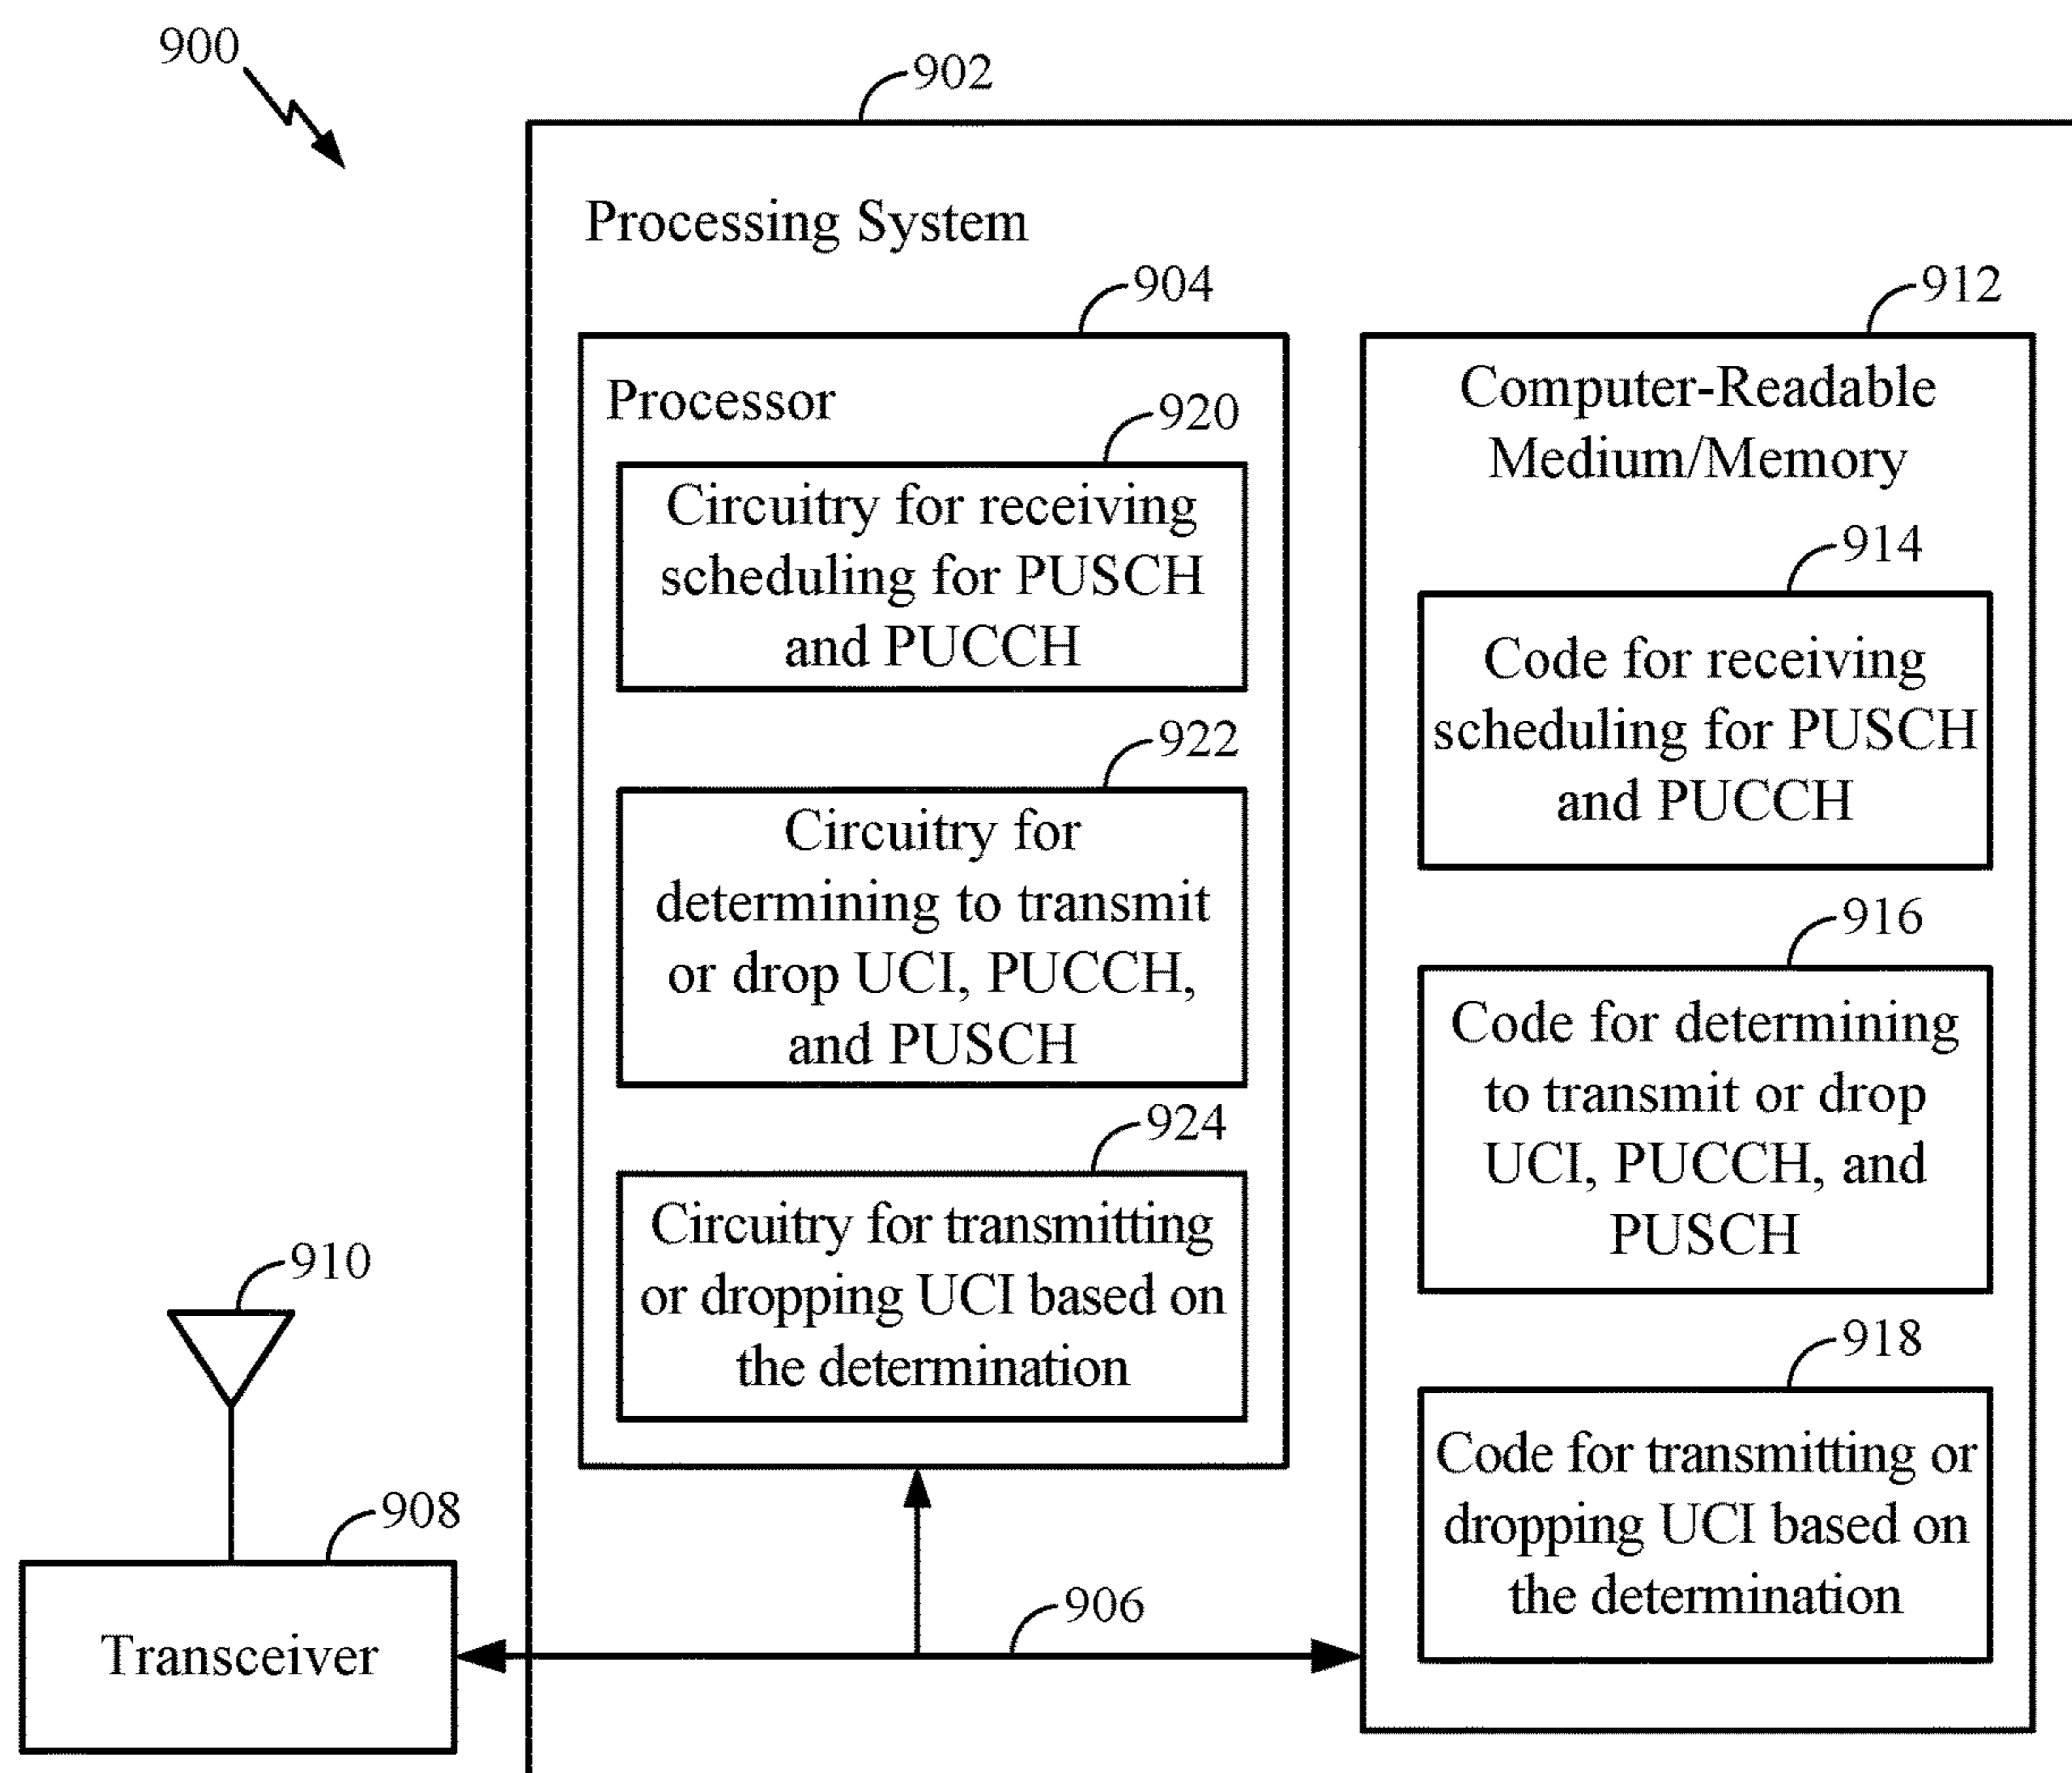 900
902
Processing System
904
Processor
920
Circuitry for receiving
scheduling for PUSCH
and PUCCH
922
Circuitry for
determining to transmit
or drop UCI, PUCCH,
and PUSCH
924
Circuitry for transmitting
or dropping UCI based on
the determination
912
Computer-Readable
Medium/Memory
914
Code for receiving
scheduling for PUSCH
and PUCCH
916
Code for determining
to transmit or drop
UCI, PUCCH, and
PUSCH
918
Code for transmitting or
dropping UCI based on
the determination
910
908
Transceiver
906